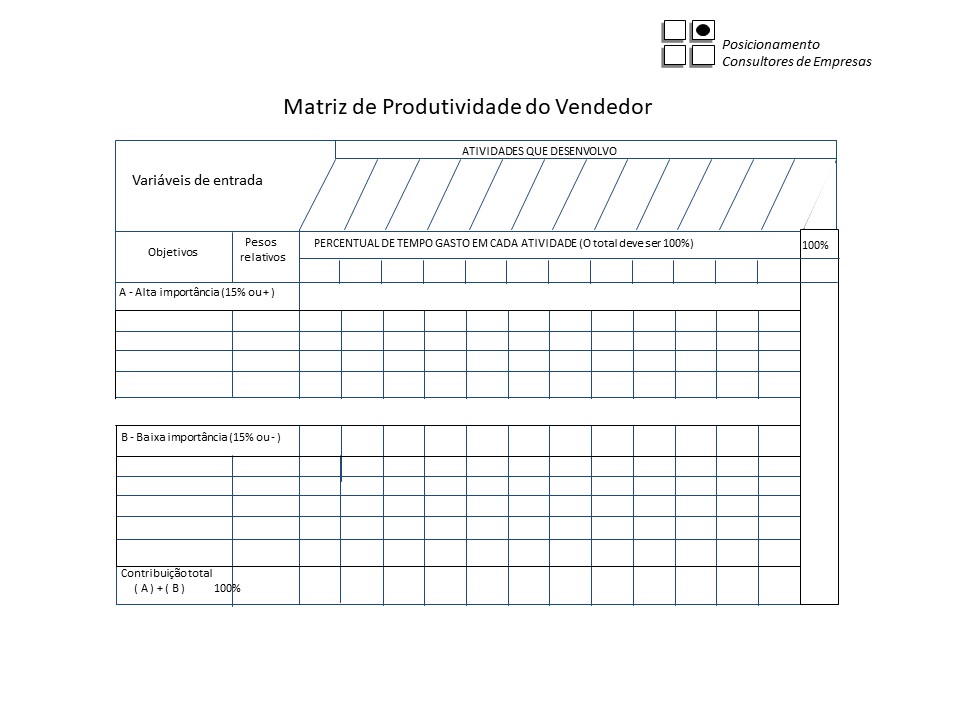 Posicionamento
Consultores de Empresas
Matriz de Produtividade do Vendedor
ATIVIDADES QUE DESENVOLVO
Variáveis de entrada
Objetivos
Pesos
relativos
PERCENTUAL DE TEMPO GASTO EM CADA ATIVIDADE (O total deve ser 100%)
100%
A - Alta importância (15% ou + )
B - Baixa importância (15% ou - )
Contribuição total
( A ) + ( B ) 100%